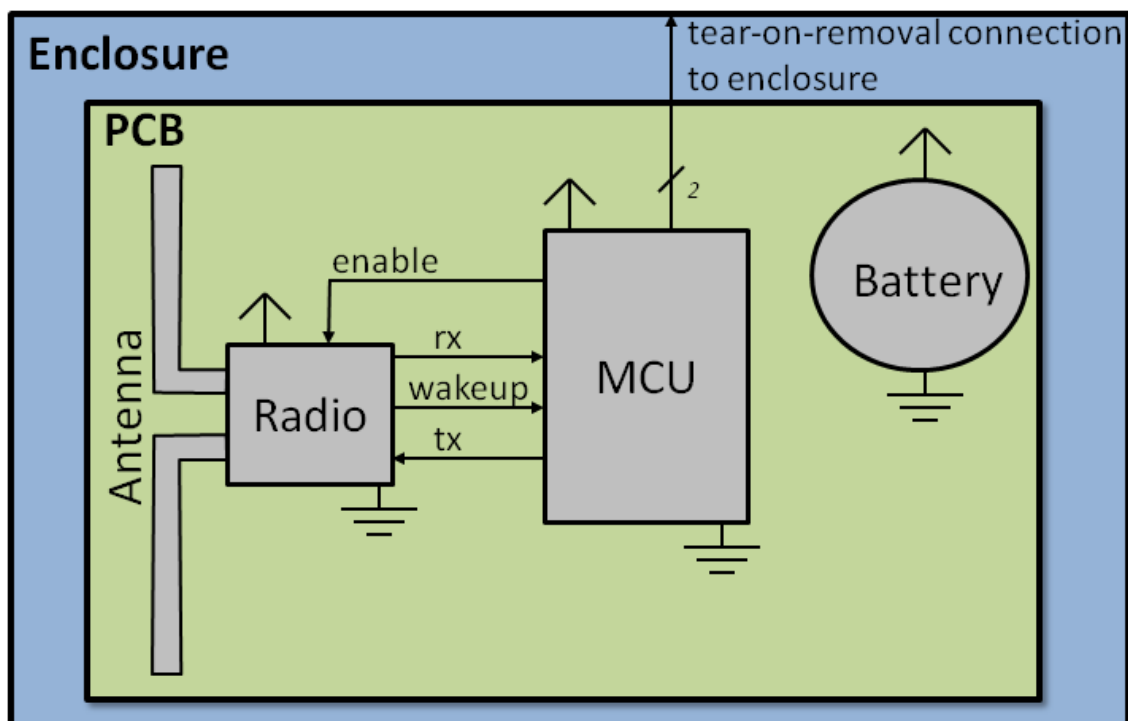 Enclosure
tear-on-removal connection
to enclosure
PCB
2
enable
Battery
rx
MCU
wakeup
Radio
tx
Antenna